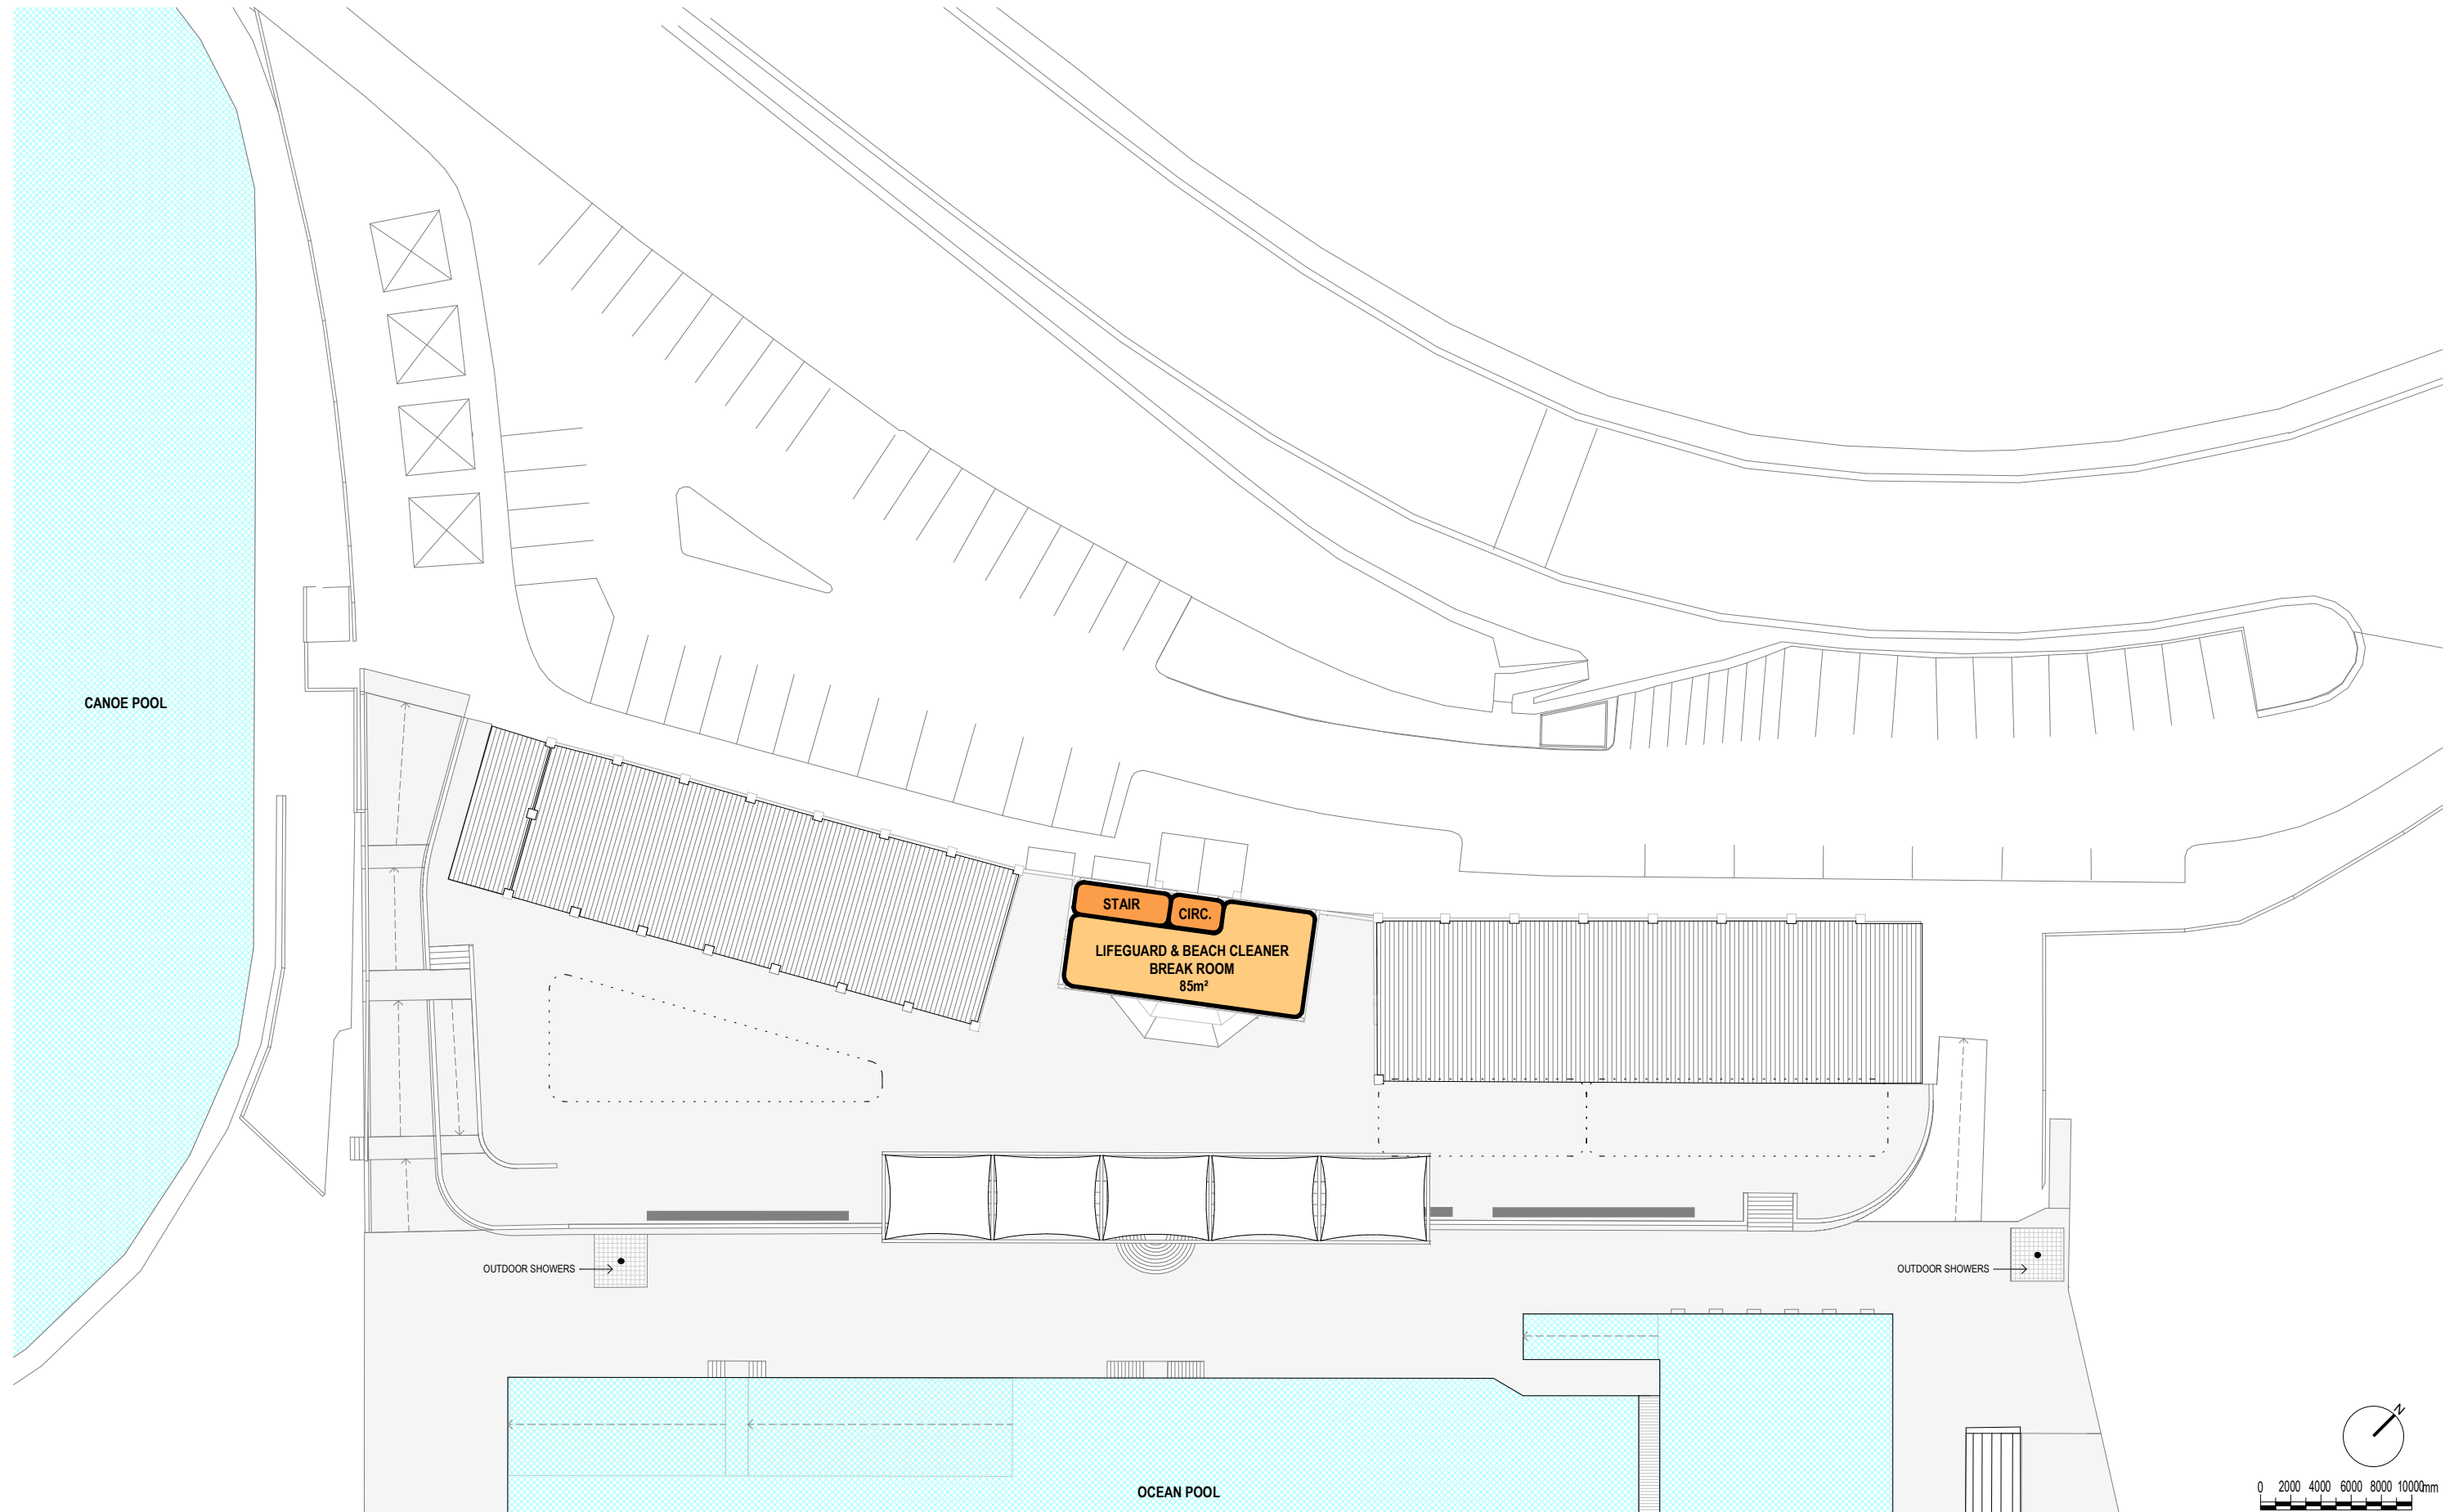 CANOE POOL
STAIR
CIRC.
LIFEGUARD & BEACH CLEANER
BREAK ROOM
85m²
OUTDOOR SHOWERS
OUTDOOR SHOWERS
N
0 2000 4000 6000 8000 10000mm
OCEAN POOL